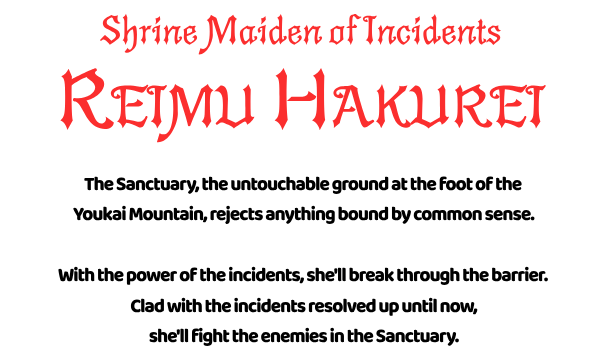 Shrine Maiden of Incidents
REIMU HAKUREI
The Sanctuary, the untouchable ground at the foot of the
Youkai Mountain, rejects anything bound by common sense.
With the power of the incidents, she'll break through the barrier.
Clad with the incidents resolved up until now,
she'll fight the enemies in the Sanctuary.